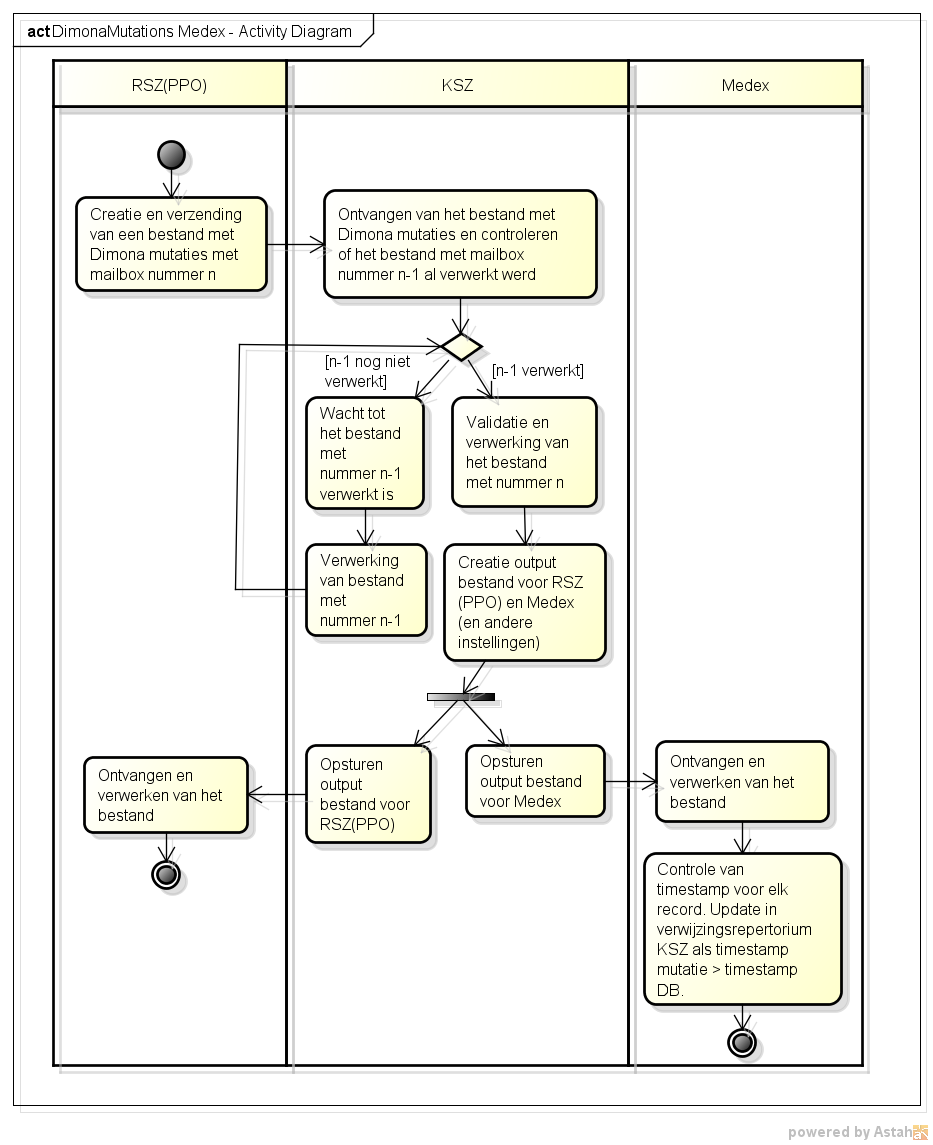 act DimonaMutations Medex - Activity Diagram
RSZ(PPO)
KSZ
Medex
Creatie en verzending
van een bestand met
Dimona mutaties met
mailbox nummer n
Ontvangen van het bestand met
Dimona mutaties en controleren
of het bestand met mailbox
nummer n-1 al verwerkt werd
[n-1 nog niet
verwerkt]
[n-1 verwerkt]
Wacht tot
het bestand
met
nummer n-1
verwerkt is
Validatie en
verwerking van
het bestand
met nummer n
Verwerking
van bestand
met
nummer n-1
Creatie output
bestand voor RSZ
(PPO) en Medex
(en andere
instellingen)
Ontvangen en
verwerken van het
bestand
Opsturen
output
bestand voor
RSZ(PPO)
Opsturen
output bestand
voor Medex
Ontvangen en
verwerken van het
bestand
Controle van
timestamp voor elk
record. Update in
verwijzingsrepertorium
KSZ als timestamp
mutatie > timestamp
DB.
powered by Astah